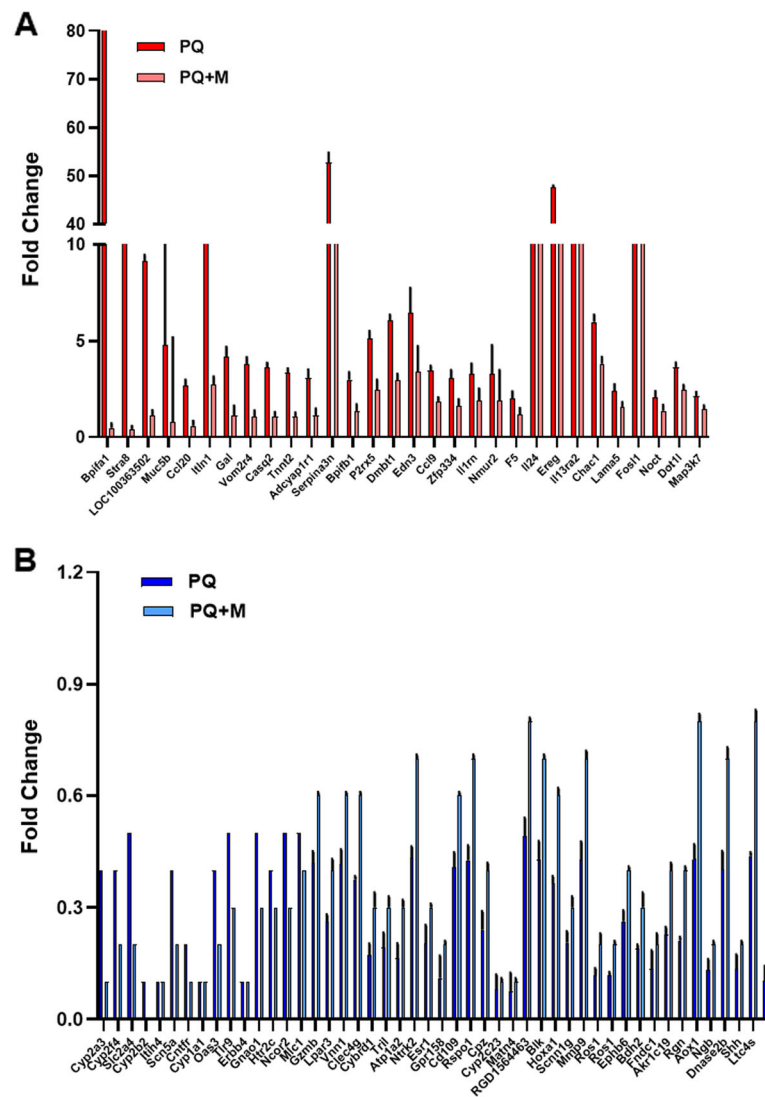 A
PQ
PQ+M
Fold Change
80
70
60
50
40
10
5
0
Bpifa1
Stra8
LOC100363502
Muc5b
Ccl20
Itln1
Gal
Vom2r4
Casq2
Tnnt2
Adcyap1r1
Serpina3n
Bpifb1
P2rx5
Dmbt1
Edn3
Ccl9
Zfp334
Il1rn
Nmur2
F5
Il24
Ereg
Il13ra2
Chac1
Lama5
Fosl1
Noct
Dot1l
Map3k7
B
PQ
PQ+M
Fold Change
1.2
0.9
0.6
0.3
0.0
Cyp2a3
Cyp2f4
Slc2a4
Cyp2b2
Itih4
Scn5a
Cntfr
Cyp1a1
Oas3
Tlr9
Erbb4
Gnao1
Htr2c
Ncor2
Mlc1
Gzmb
Lpar3
Vnn1
Clec4g
Cybrd1
Tril
Atp1a2
Ntrk2
Esr1
Gpr158
Cd109
Rspo1
Cpz
Cyp2c23
Matn4
RGD1564463
Blk
Hoxa1
Scnn1g
Mmp9
Ros1
Ros1
Ephb6
Bdh2
Fndc1
Akr1c19
Rgn
Aox1
Ngb
Dnase2b
Shh
Ltc4s